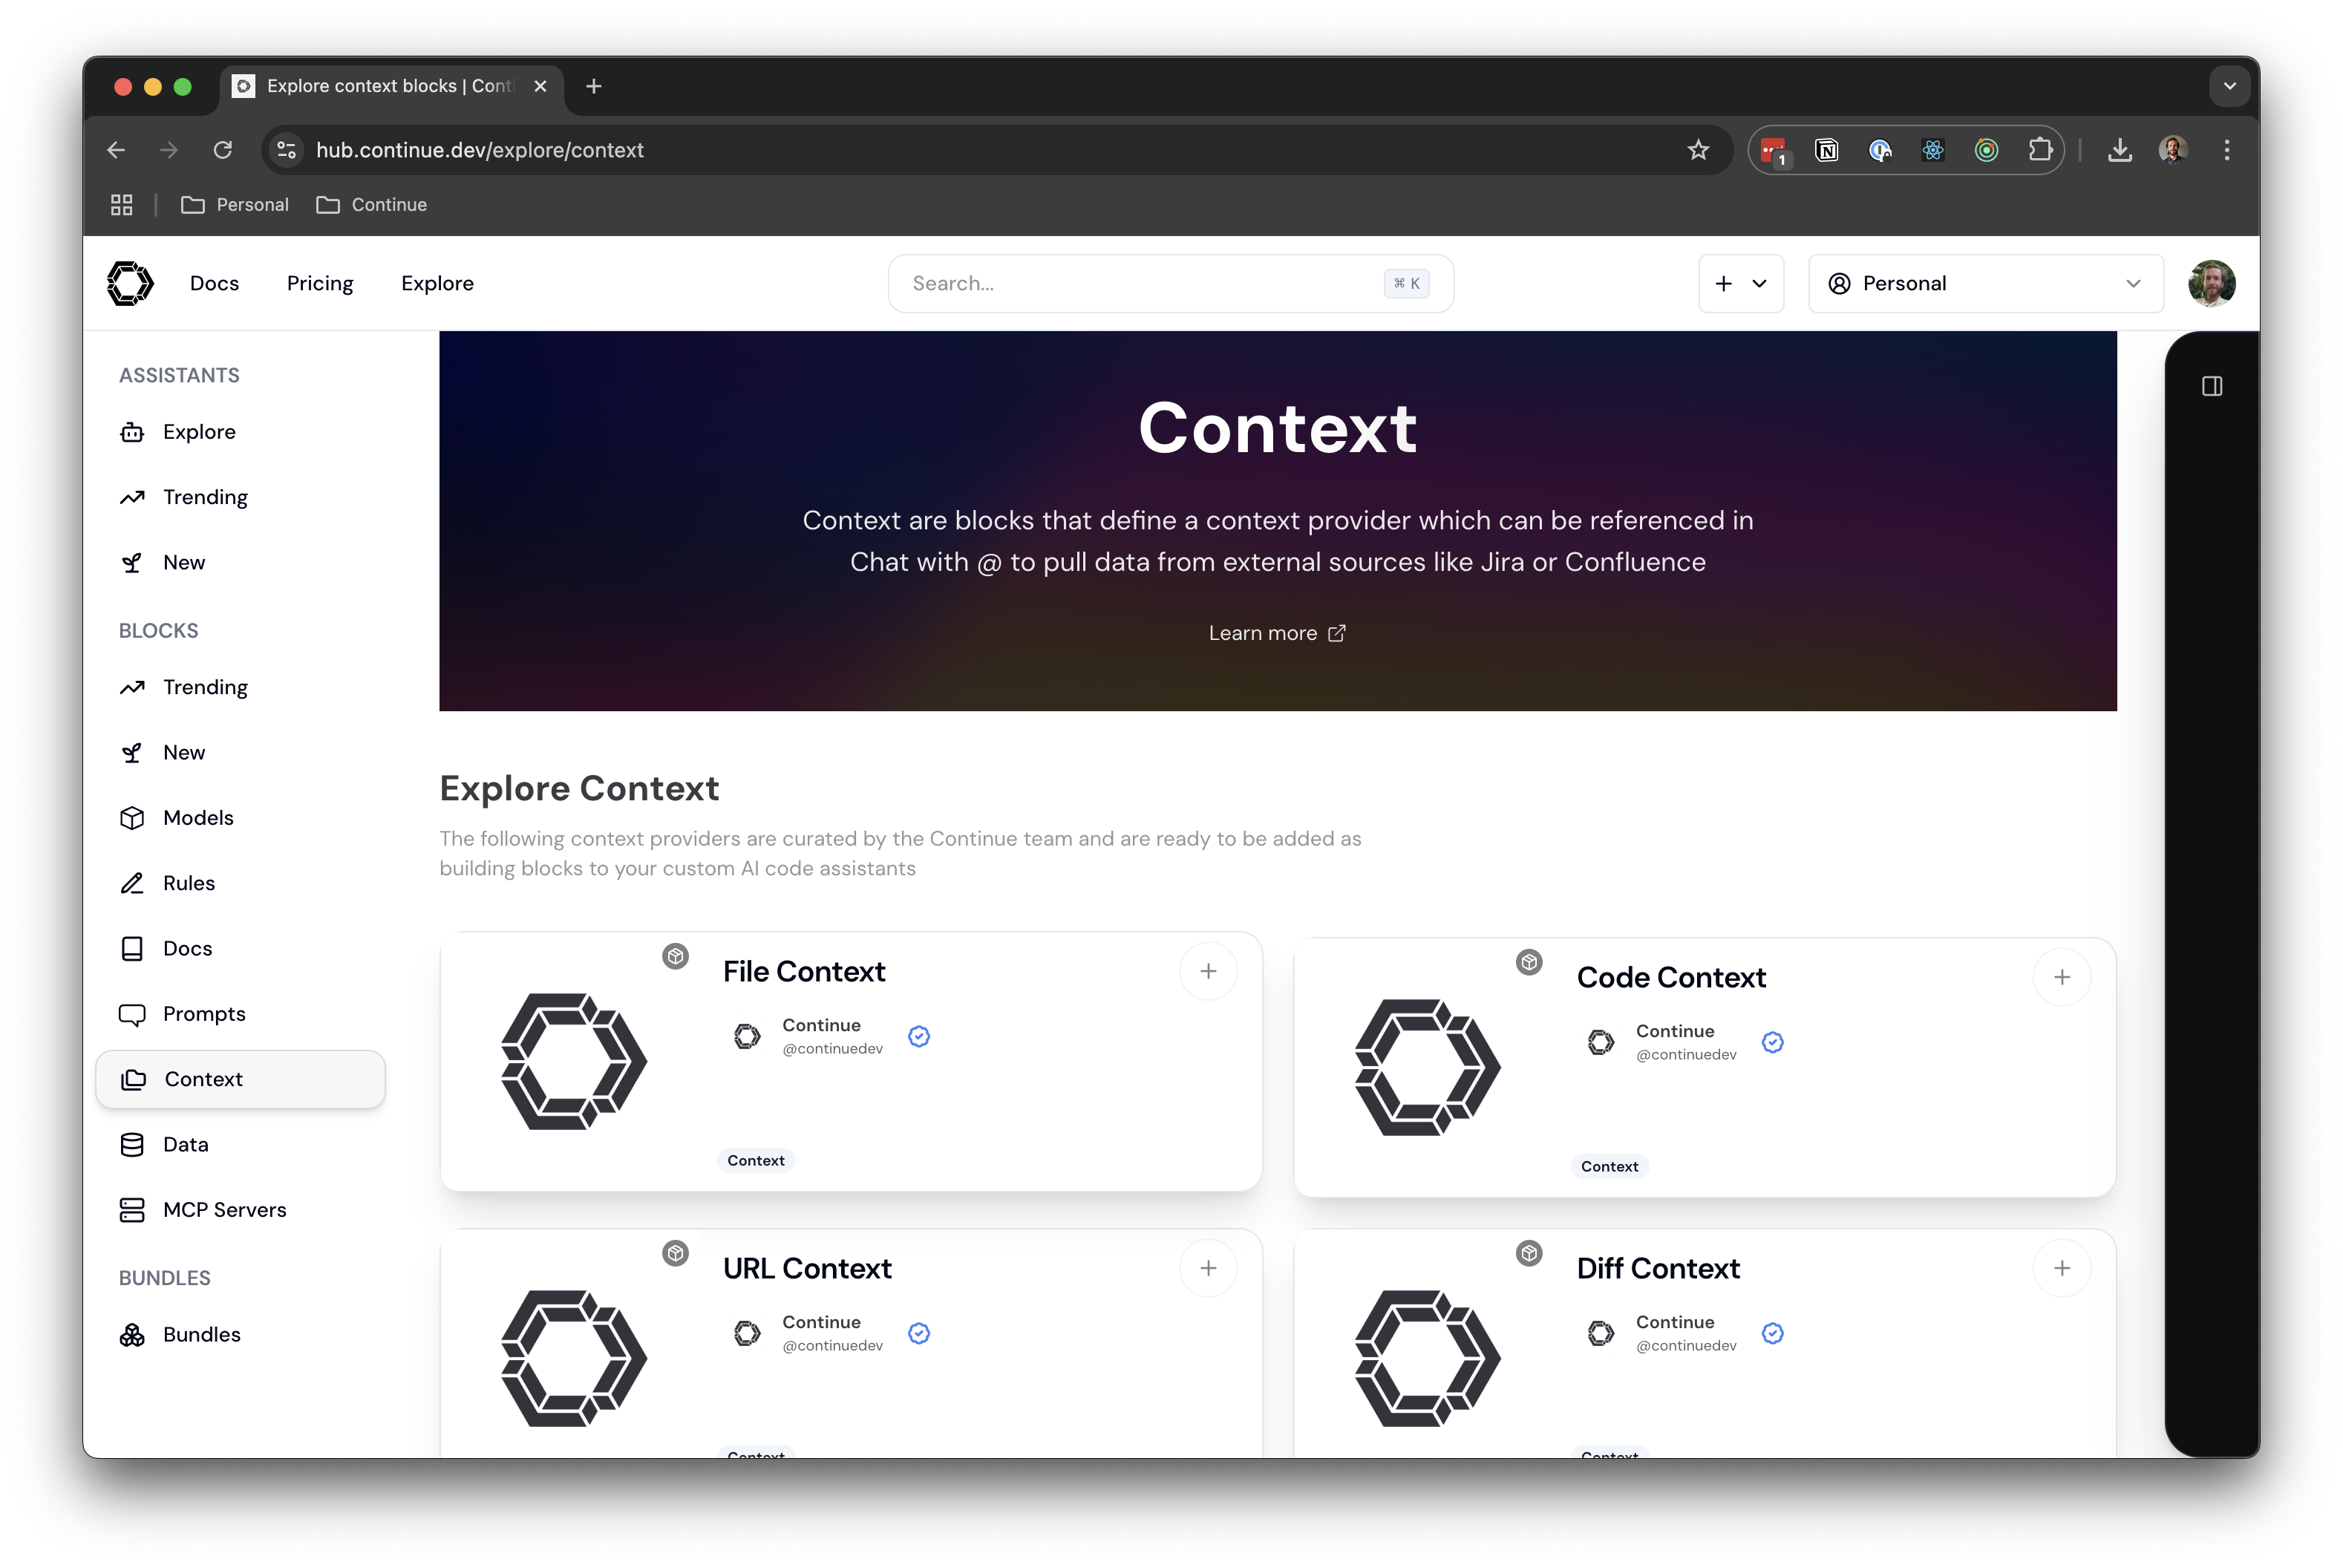 Explore context blocks | Conti
hub.continue.dev/explore/context
1
Personal
Continue
Docs
Pricing
Explore
Search...
⌘ K
Personal
ASSISTANTS
Explore
Trending
New
BLOCKS
Trending
New
Models
Rules
Docs
Prompts
Context
Data
MCP Servers
BUNDLES
Bundles
Context
Context are blocks that define a context provider which can be referenced in
Chat with @ to pull data from external sources like Jira or Confluence
Learn more
Explore Context
The following context providers are curated by the Continue team and are ready to be added as
building blocks to your custom AI code assistants
File Context
Continue
@continuedev
Context
Code Context
Continue
@continuedev
Context
URL Context
Continue
@continuedev
Context
Diff Context
Continue
@continuedev
Context